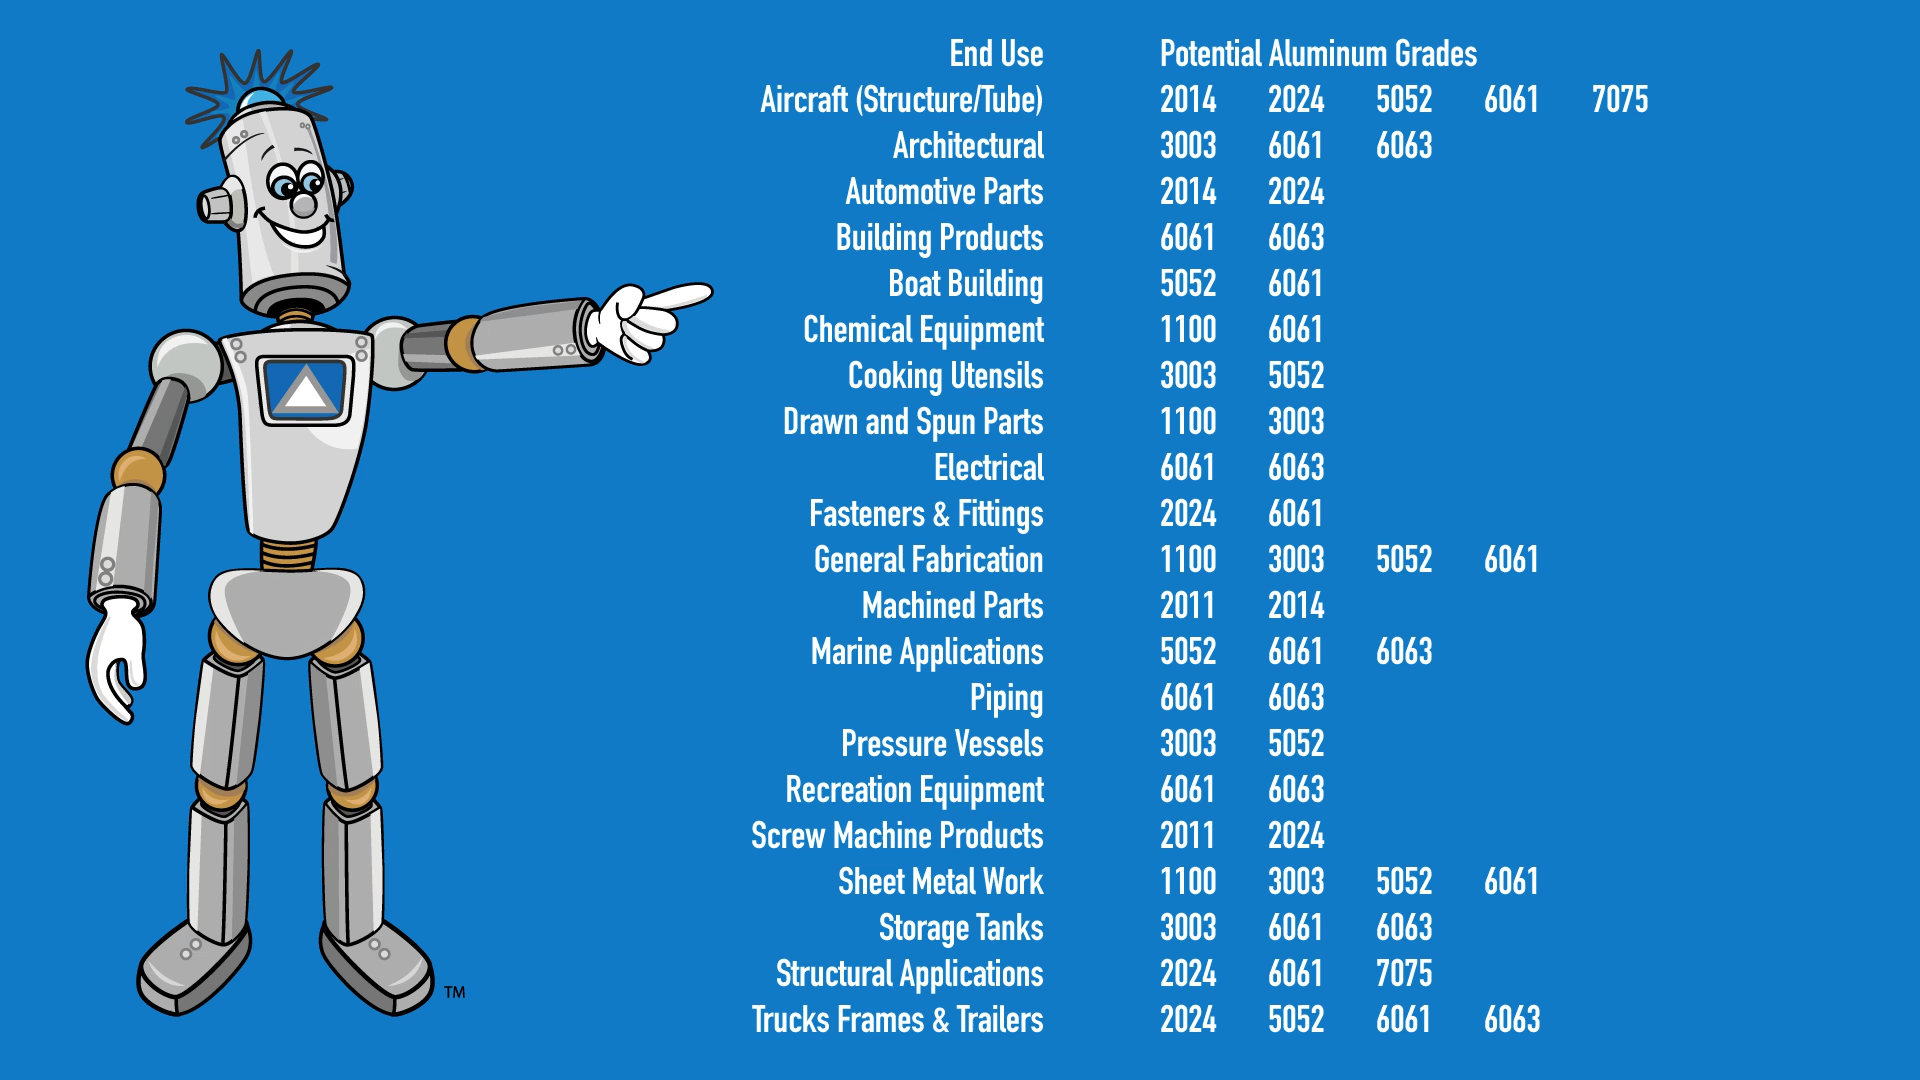 End Use Potential Aluminum Grades
Aircraft (Structure/Tube) 2014 2024 5052 6061 7075
Architectural 3003 6061 6063
Automotive Parts 2014 2024
Building Products 6061 6063
Boat Building 5052 6061
Chemical Equipment 1100 6061
Cooking Utensils 3003 5052
Drawn and Spun Parts 1100 3003
Electrical 6061 6063
Fasteners & Fittings 2024 6061
General Fabrication 1100 3003 5052 6061
Machined Parts 2011 2014
Marine Applications 5052 6061 6063
Piping 6061 6063
Pressure Vessels 3003 5052
Recreation Equipment 6061 6063
Screw Machine Products 2011 2024
Sheet Metal Work 1100 3003 5052 6061
Storage Tanks 3003 6061 6063
Structural Applications 2024 6061 7075
Trucks Frames & Trailers 2024 5052 6061 6063
TM